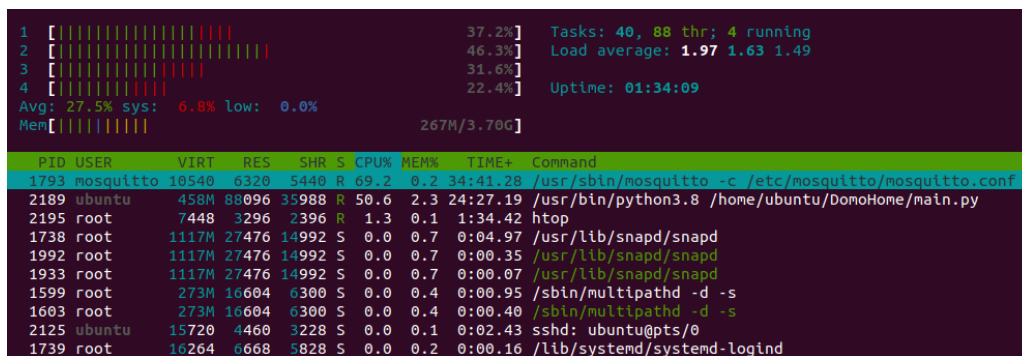 1 [|||||||||||||||||||| 37.2%] Tasks: 40, 88 thr; 4 running
2 [|||||||||||||||||||||||| 46.3%] Load average: 1.97 1.63 1.49
3 [||||||||||||||||| 31.6%]
4 [||||||||||||| 22.4%] Uptime: 01:34:09
Avg: 27.5% sys: 6.8% low: 0.0%
Mem[|||||||||| 267M/3.70G]
PID USER VIRT RES SHR S CPU% MEM% TIME+ Command
1793 mosquitto 10540 6320 5440 R 69.2 0.2 34:41.28 /usr/sbin/mosquitto -c /etc/mosquitto/mosquitto.conf
2189 ubuntu 458M 88096 35988 R 50.6 2.3 24:27.19 /usr/bin/python3.8 /home/ubuntu/DomoHome/main.py
2195 root 7448 3296 2396 R 1.3 0.1 1:34.42 htop
1738 root 1117M 27476 14992 S 0.0 0.7 0:04.97 /usr/lib/snapd/snapd
1992 root 1117M 27476 14992 S 0.0 0.7 0:00.35 /usr/lib/snapd/snapd
1933 root 1117M 27476 14992 S 0.0 0.7 0:00.07 /usr/lib/snapd/snapd
1599 root 273M 16604 6300 S 0.0 0.4 0:00.95 /sbin/multipathd -d -s
1603 root 273M 16604 6300 S 0.0 0.4 0:00.40 /sbin/multipathd -d -s
2125 ubuntu 15720 4460 3228 S 0.0 0.1 0:02.43 sshd: ubuntu@pts/0
1739 root 16264 6668 5828 S 0.0 0.2 0:00.16 /lib/systemd/systemd-logind